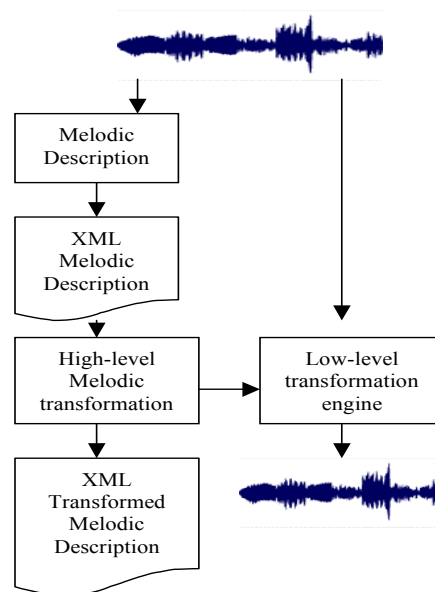 Melodic
Description
XML
Melodic
Description
High-level
Melodic
transformation
Low-level
transformation
engine
XML
Transformed
Melodic
Description